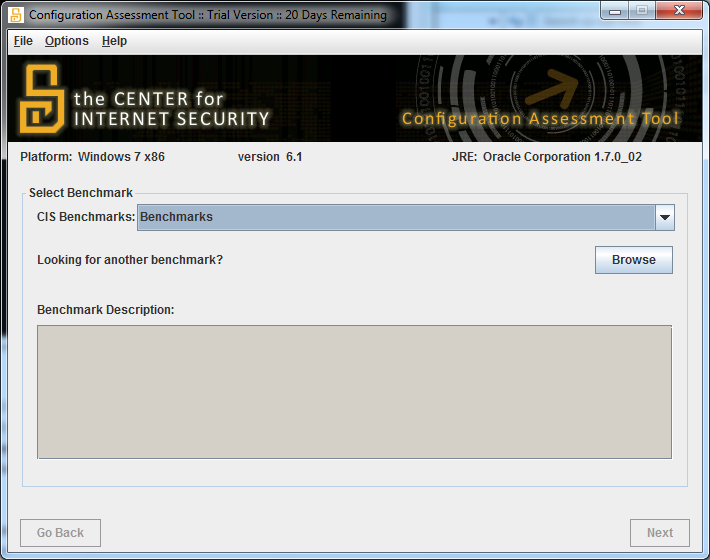 Configuration Assessment Tool :: Trial Version :: 20 Days Remaining
File Options Help
the CENTER for
INTERNET SECURITY
Configuration Assessment Tool
Platform: Windows 7 x86 version 6.1 JRE: Oracle Corporation 1.7.0_02
Select Benchmark
CIS Benchmarks: Benchmarks
Looking for another benchmark? Browse
Benchmark Description:
Go Back Next